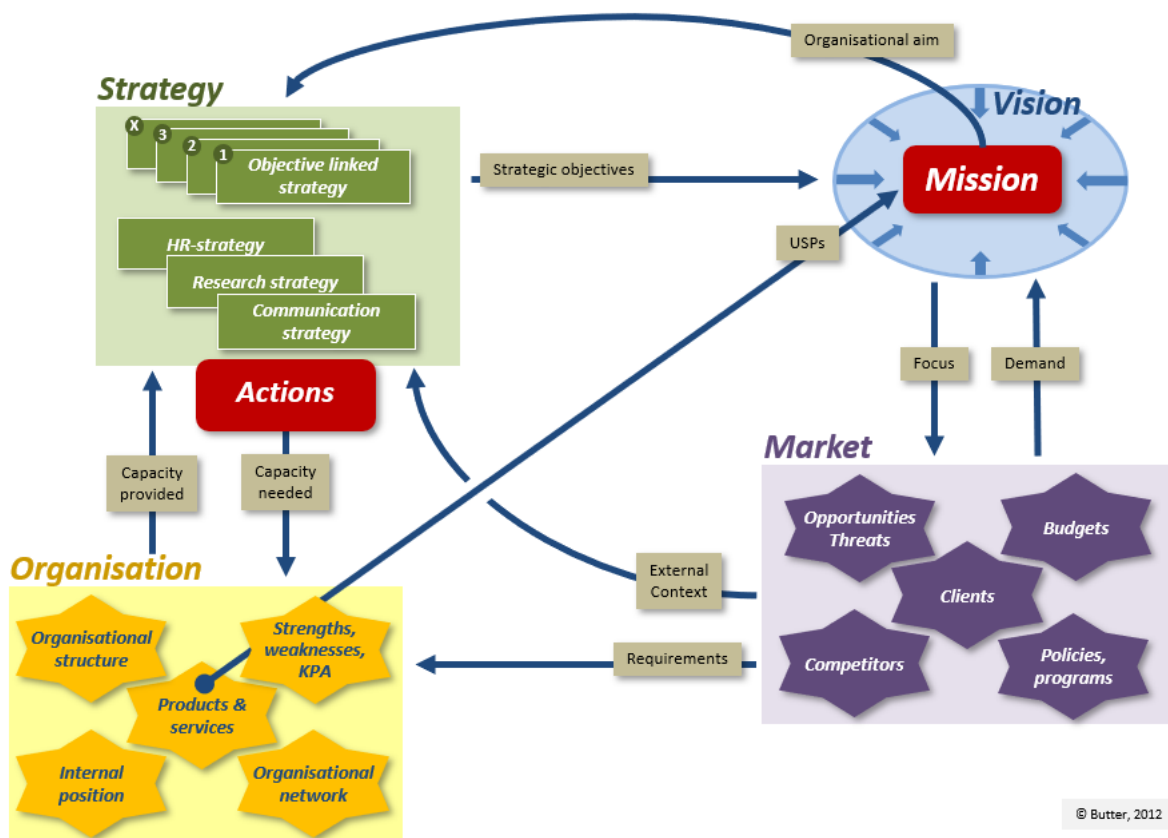 Organisational aim
Strategy
Vision
X
3
2
1
Objective linked
strategy
Strategic objectives
Mission
HR-strategy
USPs
Research strategy
Communication
strategy
Focus
Demand
Actions
Market
Capacity
provided
Capacity
needed
Opportunities
Threats
Budgets
Organisation
External
Context
Clients
Organisational
structure
Strengths,
weaknesses,
KPA
Requirements
Competitors
Policies,
programs
Products &
services
Internal
position
Organisational
network
© Butter, 2012